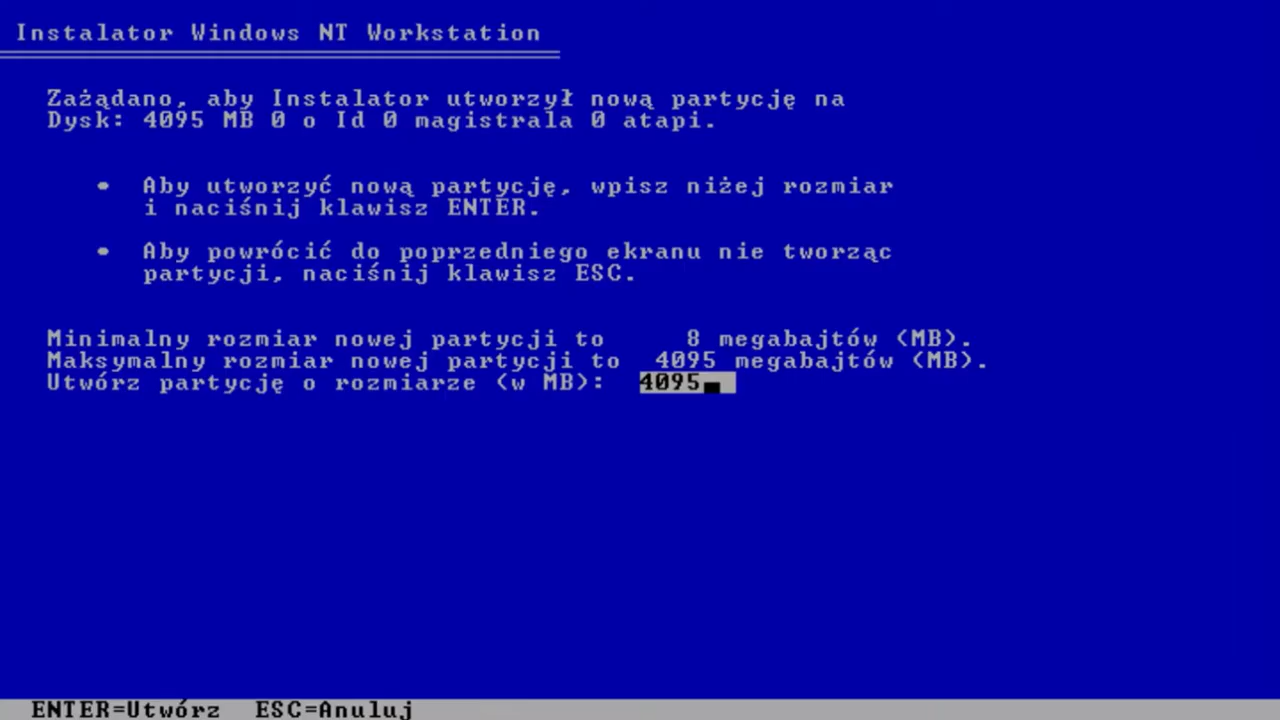 Instalator Windows NT Workstation
Zażądano, aby Instalator utworzył nową partycję na
Dysk: 4095 MB 0 o Id 0 magistrala 0 atapi.
• Aby utworzyć nową partycję, wpisz niżej rozmiar
i naciśnij klawisz ENTER.
• Aby powrócić do poprzedniego ekranu nie tworząc
partycji, naciśnij klawisz ESC.
Minimalny rozmiar nowej partycji to 8 megabajtów (MB).
Maksymalny rozmiar nowej partycji to 4095 megabajtów (MB).
Utwórz partycję o rozmiarze (w MB): 4095
ENTER=Utwórz ESC=Anuluj